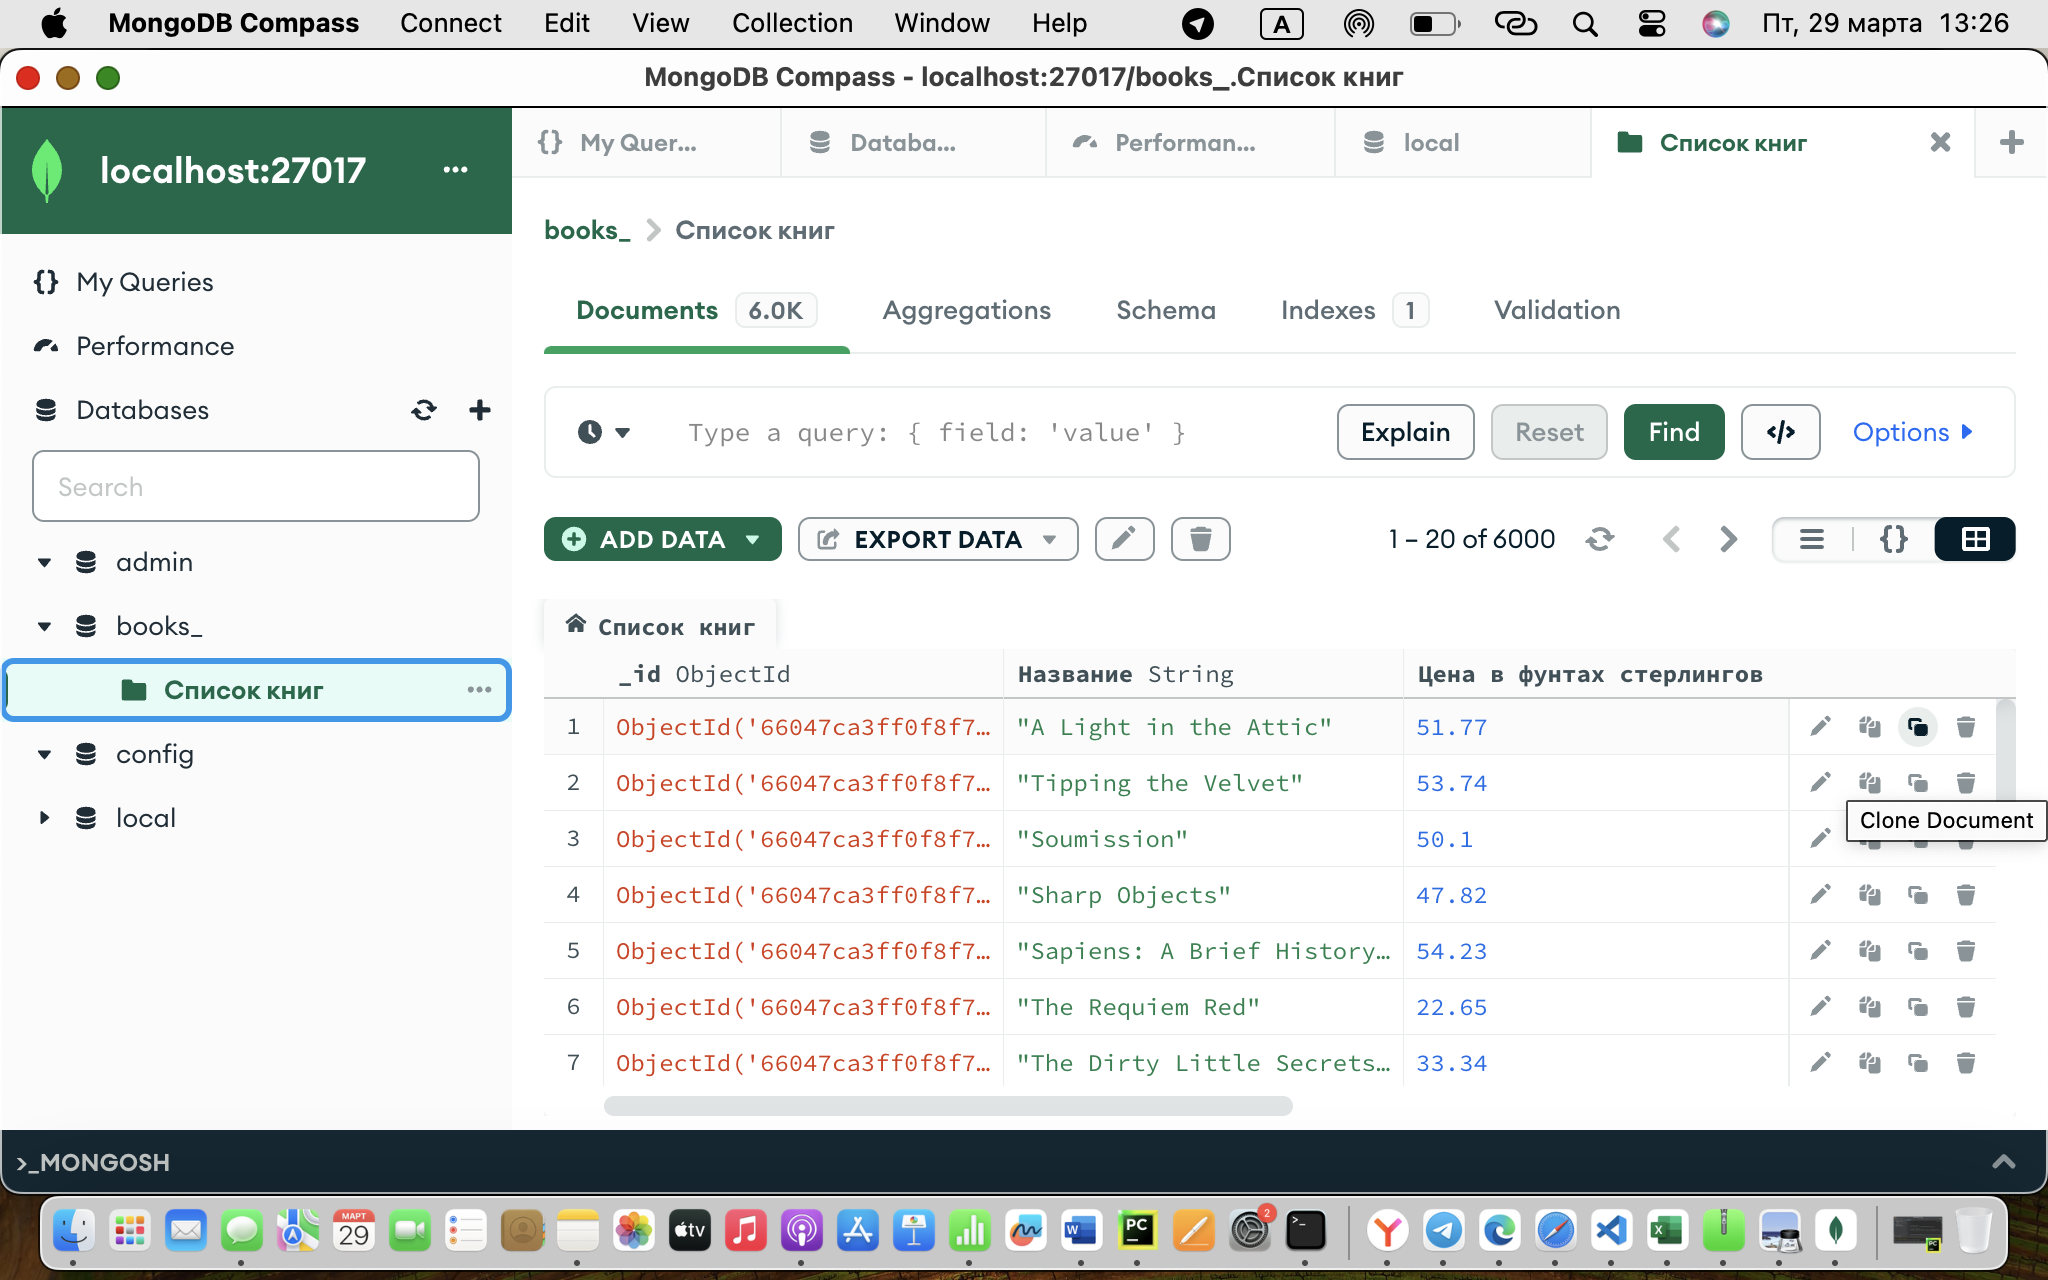 MongoDB Compass Connect Edit View Collection Window Help A Пт, 29 марта 13:26
MongoDB Compass - localhost:27017/books_.Список книг
localhost:27017 ...
My Quer... Databa... Performan... local Список книг
books_ > Список книг
My Queries
Performance
Databases
Search
admin
books_
Список книг ...
config
local
Documents 6.0K Aggregations Schema Indexes 1 Validation
Type a query: { field: 'value' } Explain Reset Find </> Options
ADD DATA EXPORT DATA 1 – 20 of 6000 {}
Список книг
_id ObjectId Название String Цена в фунтах стерлингов
1 ObjectId('66047ca3ff0f8f7… "A Light in the Attic" 51.77
2 ObjectId('66047ca3ff0f8f7… "Tipping the Velvet" 53.74
3 ObjectId('66047ca3ff0f8f7… "Soumission" 50.1
Clone Document
4 ObjectId('66047ca3ff0f8f7… "Sharp Objects" 47.82
5 ObjectId('66047ca3ff0f8f7… "Sapiens: A Brief History… 54.23
6 ObjectId('66047ca3ff0f8f7… "The Requiem Red" 22.65
7 ObjectId('66047ca3ff0f8f7… "The Dirty Little Secrets… 33.34
>_MONGOSH
МАРТ
29
tv
W
PC
2